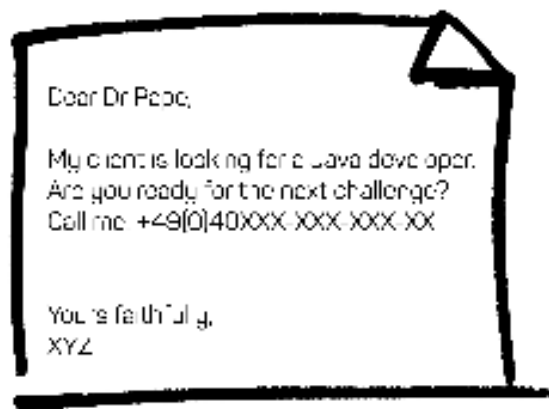 Dear Dr Pape,
My client is looking for a Java developer.
Are you ready for the next challenge?
Call me: +49(0)40XXX-XXX-XXX-XX
Yours faithfully,
XYZ